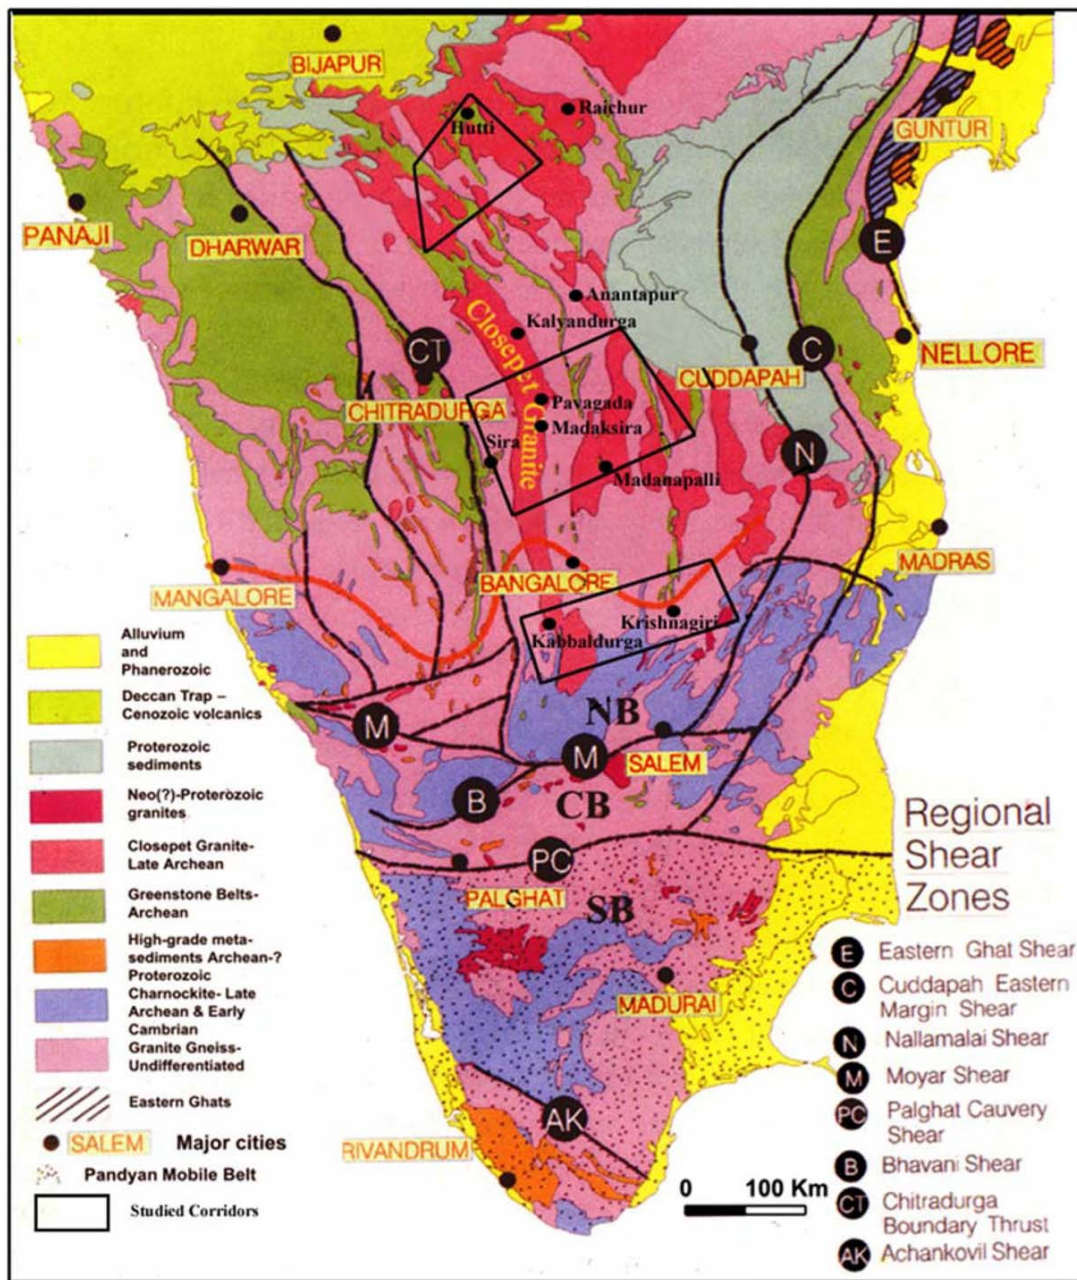 BIJAPUR
Hutti
Raichur
GUNTUR
PANAJI
DHARWAR
E
Anantapur
Kalyandurga
Closepet Granite
CT
C
NELLORE
CUDDAPAH
CHITRADURGA
Pavagada
Madaksira
Sira
N
Madanapalli
MADRAS
MANGALORE
BANGALORE
Krishnagiri
Kabbaldurga
NB
M
M
SALEM
B
CB
PC
PALGHAT
SB
MADURAI
AK
RIVANDRUM
Alluvium
and
Phanerozoic
Deccan Trap –
Cenozoic volcanics
Proterozoic
sediments
Neo(?)-Proterozoic
granites
Closepet Granite-
Late Archean
Greenstone Belts-
Archean
High-grade meta-
sediments Archean-?
Proterozoic
Charnockite- Late
Archean & Early
Cambrian
Granite Gneiss-
Undifferentiated
Eastern Ghats
SALEM Major cities
Pandyan Mobile Belt
Studied Corridors
0 100 Km
Regional
Shear
Zones
E Eastern Ghat Shear
C Cuddapah Eastern
Margin Shear
N Nallamalai Shear
M Moyar Shear
PC Palghat Cauvery
Shear
B Bhavani Shear
CT Chitradurga
Boundary Thrust
AK Achankovil Shear